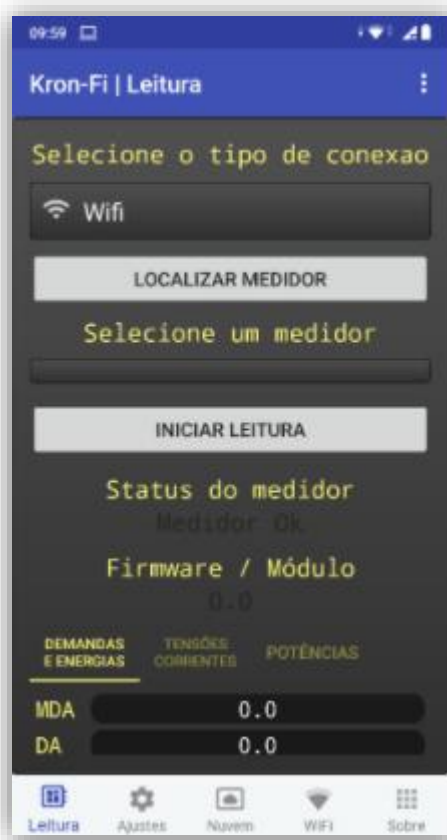 09:59
Kron-Fi | Leitura
Selecione o tipo de conexao
Wifi
LOCALIZAR MEDIDOR
Selecione um medidor
INICIAR LEITURA
Status do medidor
Medidor Ok
Firmware / Módulo
0.0
DEMANDAS
E ENERGIAS
TENSÕES
CORRENTES
POTÊNCIAS
MDA 0.0
DA 0.0
Leitura Ajustes Nuvem WiFi Sobre